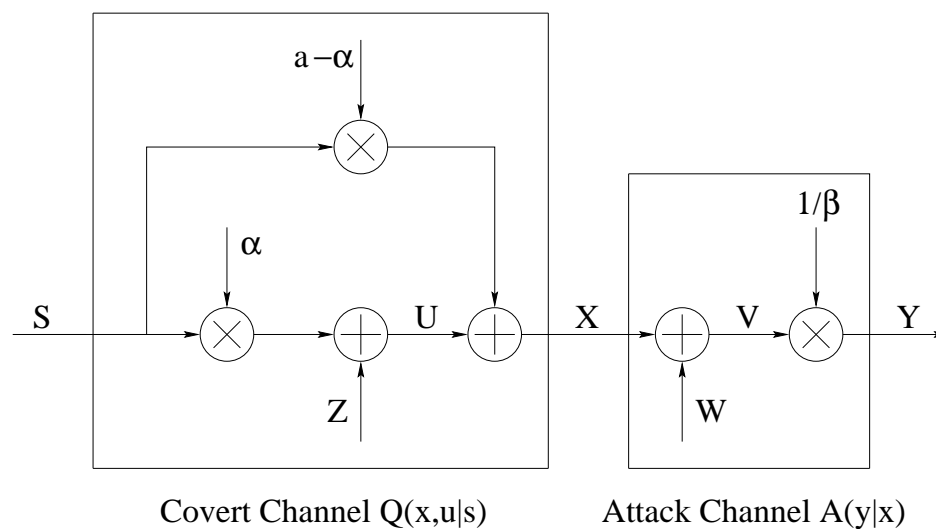 a−α
1/β
α
S
U
X
V
Y
Z
W
Covert Channel Q(x,u|s)
Attack Channel A(y|x)